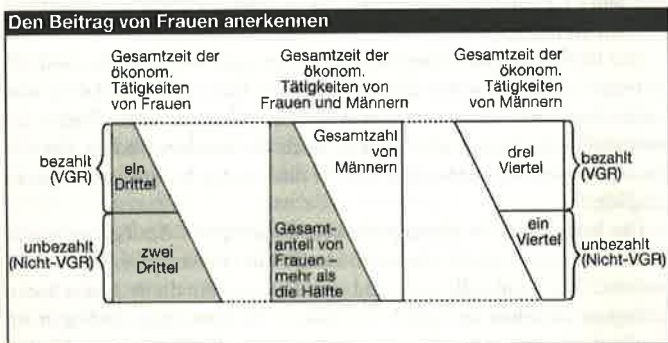 Den Beitrag von Frauen anerkennen
Gesamtzeit der
ökonom.
Tätigkeiten
von Frauen
Gesamtzeit der
ökonom.
Tätigkeiten von
Frauen und Männern
Gesamtzeit der
ökonom.
Tätigkeiten
von Männern
bezahlt
(VGR)
ein
Drittel
unbezahlt
(Nicht-VGR)
zwei
Drittel
Gesamtzahl
von
Männern
Gesamt-
anteil von
Frauen –
mehr als
die Hälfte
drei
Viertel
bezahlt
(VGR)
ein
Viertel
unbezahlt
(Nicht-VGR)